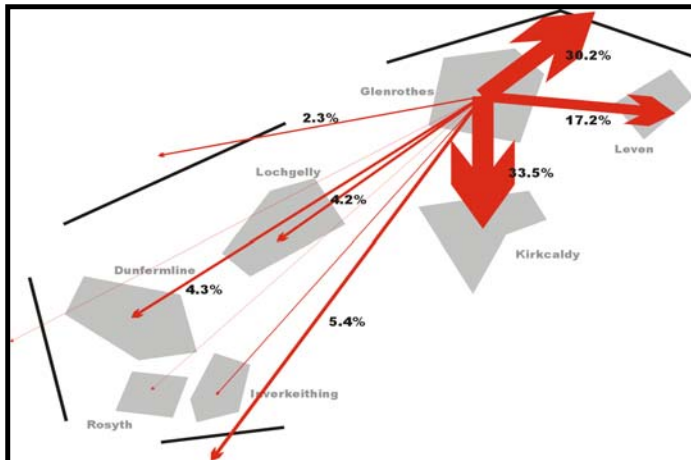 30.2%
Glenrothes
2.3%
17.2%
Leven
Lochgelly
33.5%
4.2%
Kirkcaldy
Dunfermline
4.3%
5.4%
Inverkeithing
Rosyth